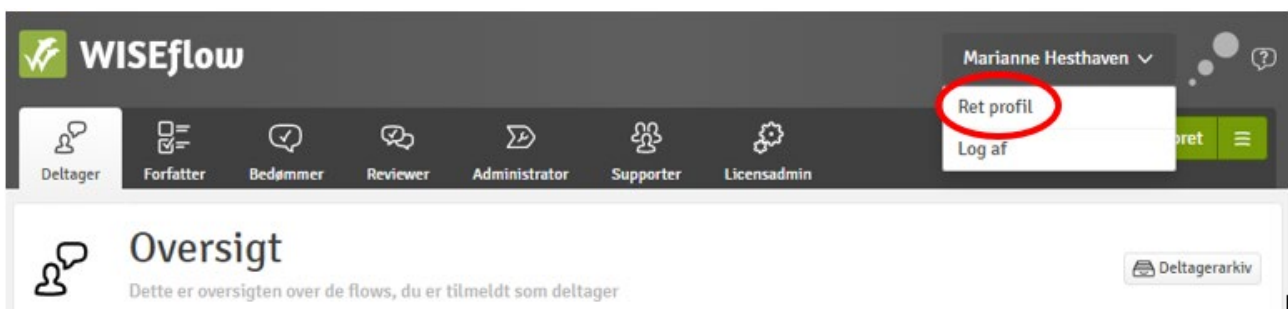 WISEflow
Marianne Hesthaven
Ret profil
Log af
Deltager
Forfatter
Bedømmer
Reviewer
Administrator
Supporter
Licensadmin
Oversigt
Deltagerarkiv
Dette er oversigten over de flows, du er tilmeldt som deltager